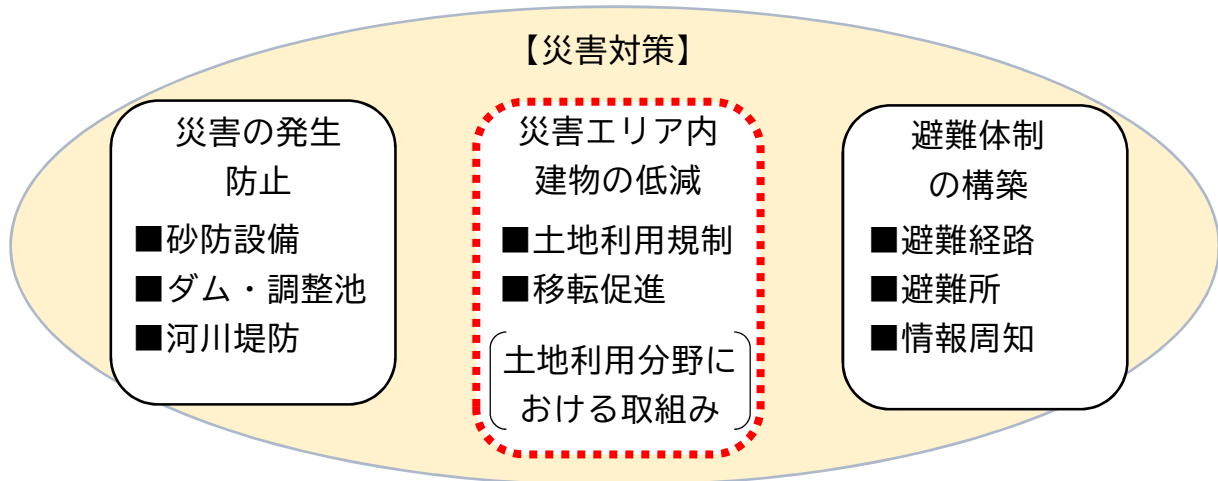 【災害対策】
災害の発生
防止
■砂防設備
■ダム・調整池
■河川堤防
災害エリア内
建物の低減
■土地利用規制
■移転促進
土地利用分野に
おける取組み
避難体制
の構築
■避難経路
■避難所
■情報周知